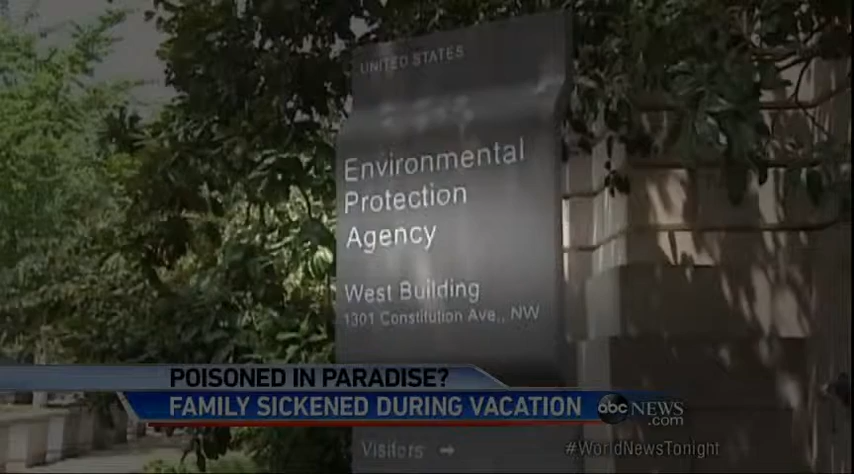 UNITED STATES
Environmental
Protection
Agency
West Building
1301 Constitution Ave., NW
POISONED IN PARADISE?
FAMILY SICKENED DURING VACATION
abc NEWS
.com
Visitors →
#WorldNewsTonight